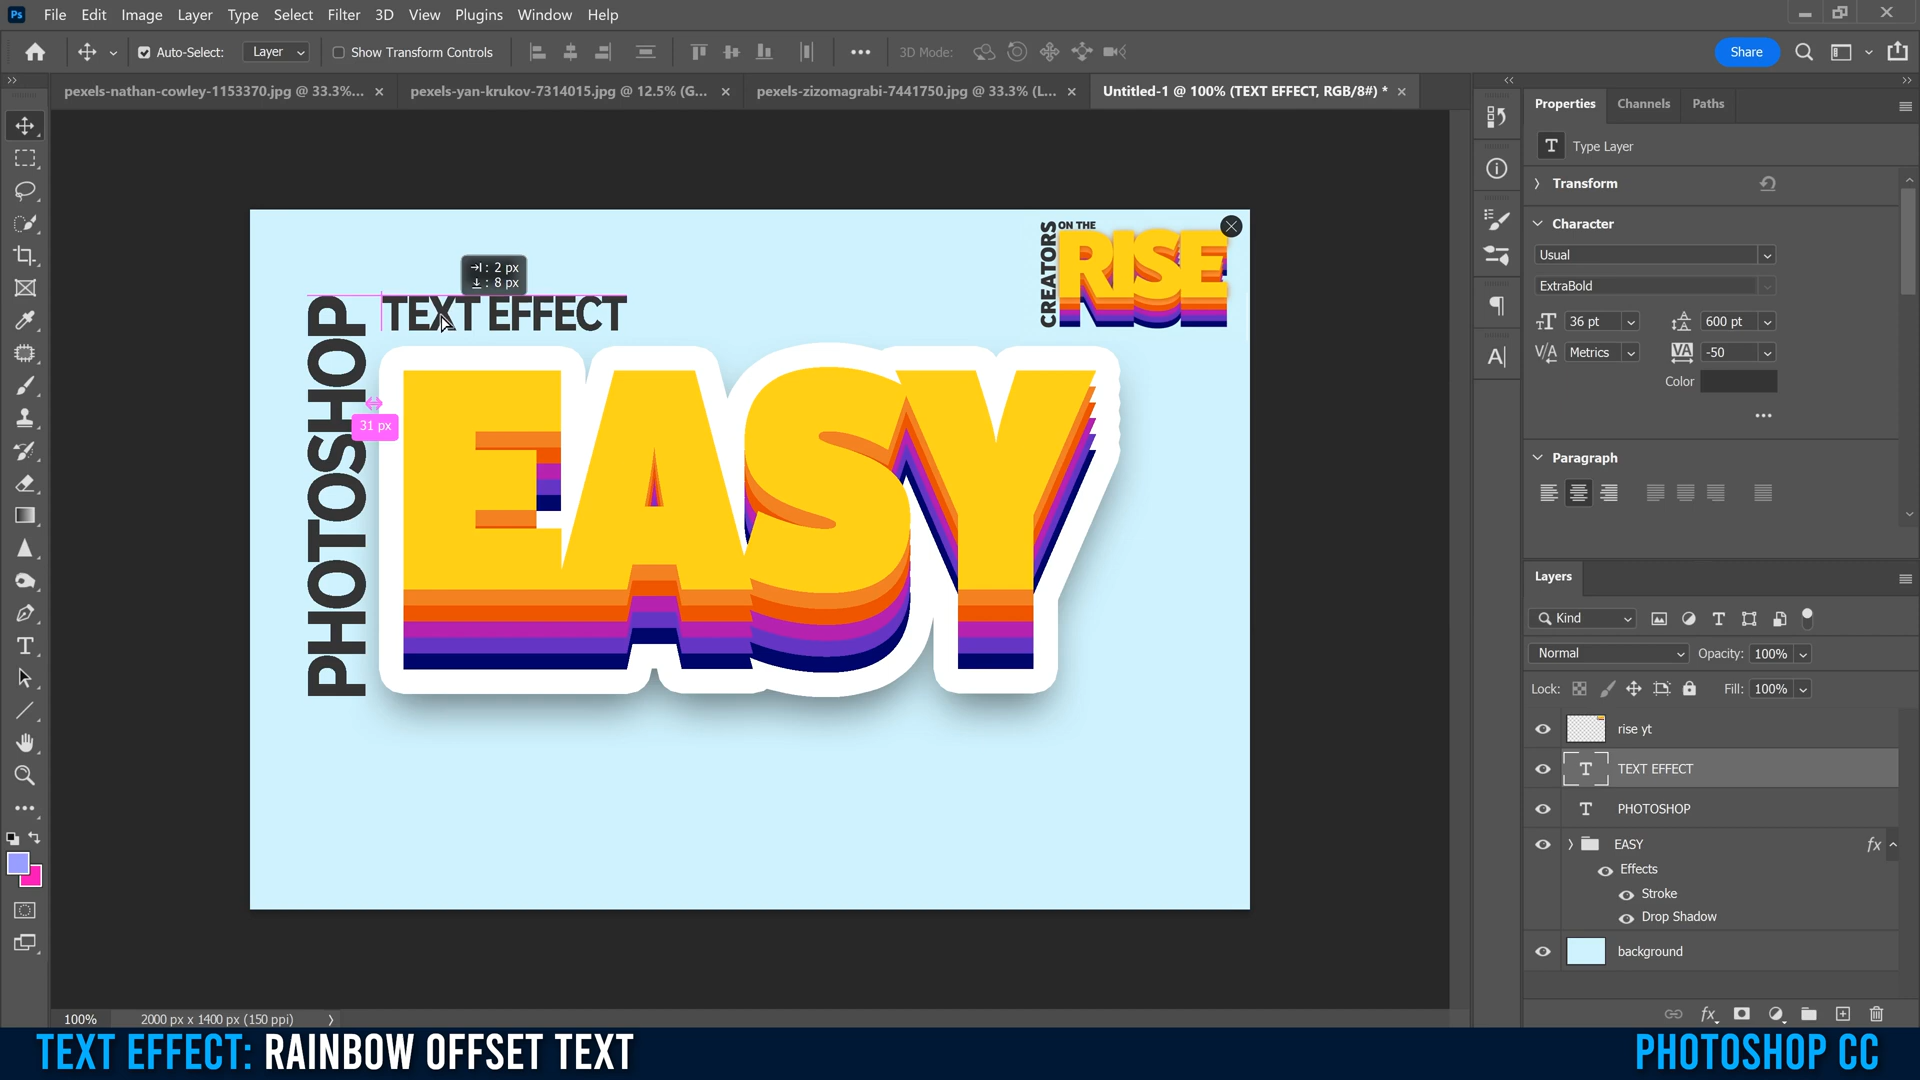 Ps File Edit Image Layer Type Select Filter 3D View Plugins Window Help
Auto-Select: Layer Show Transform Controls 3D Mode: Share
pexels-nathan-cowley-1153370.jpg @ 33.3%... × pexels-yan-krukov-7314015.jpg @ 12.5% (G... × pexels-zizomagrabi-7441750.jpg @ 33.3% (L... × Untitled-1 @ 100% (TEXT EFFECT, RGB/8#) * ×
Properties Channels Paths
T Type Layer
Transform
Character
Usual
ExtraBold
36 pt 600 pt
Metrics -50
Color
Paragraph
Layers
Kind
Normal Opacity: 100%
Lock: Fill: 100%
rise yt
T TEXT EFFECT
T PHOTOSHOP
EASY fx
Effects
Stroke
Drop Shadow
background
fx
CREATORS
ON THE
RISE
: 2 px
: 8 px
TEXT EFFECT
PHOTOSHOP
31 px
EASY
100% 2000 px x 1400 px (150 ppi)
TEXT EFFECT: RAINBOW OFFSET TEXT
PHOTOSHOP CC